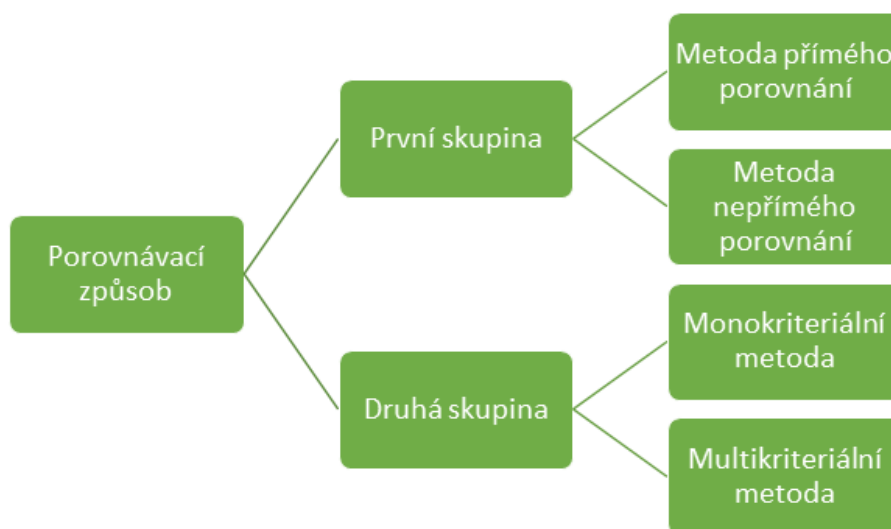 Porovnávací
způsob
První skupina
Metoda přímého
porovnání
Metoda
nepřímého
porovnání
Druhá skupina
Monokriteriální
metoda
Multikriteriální
metoda